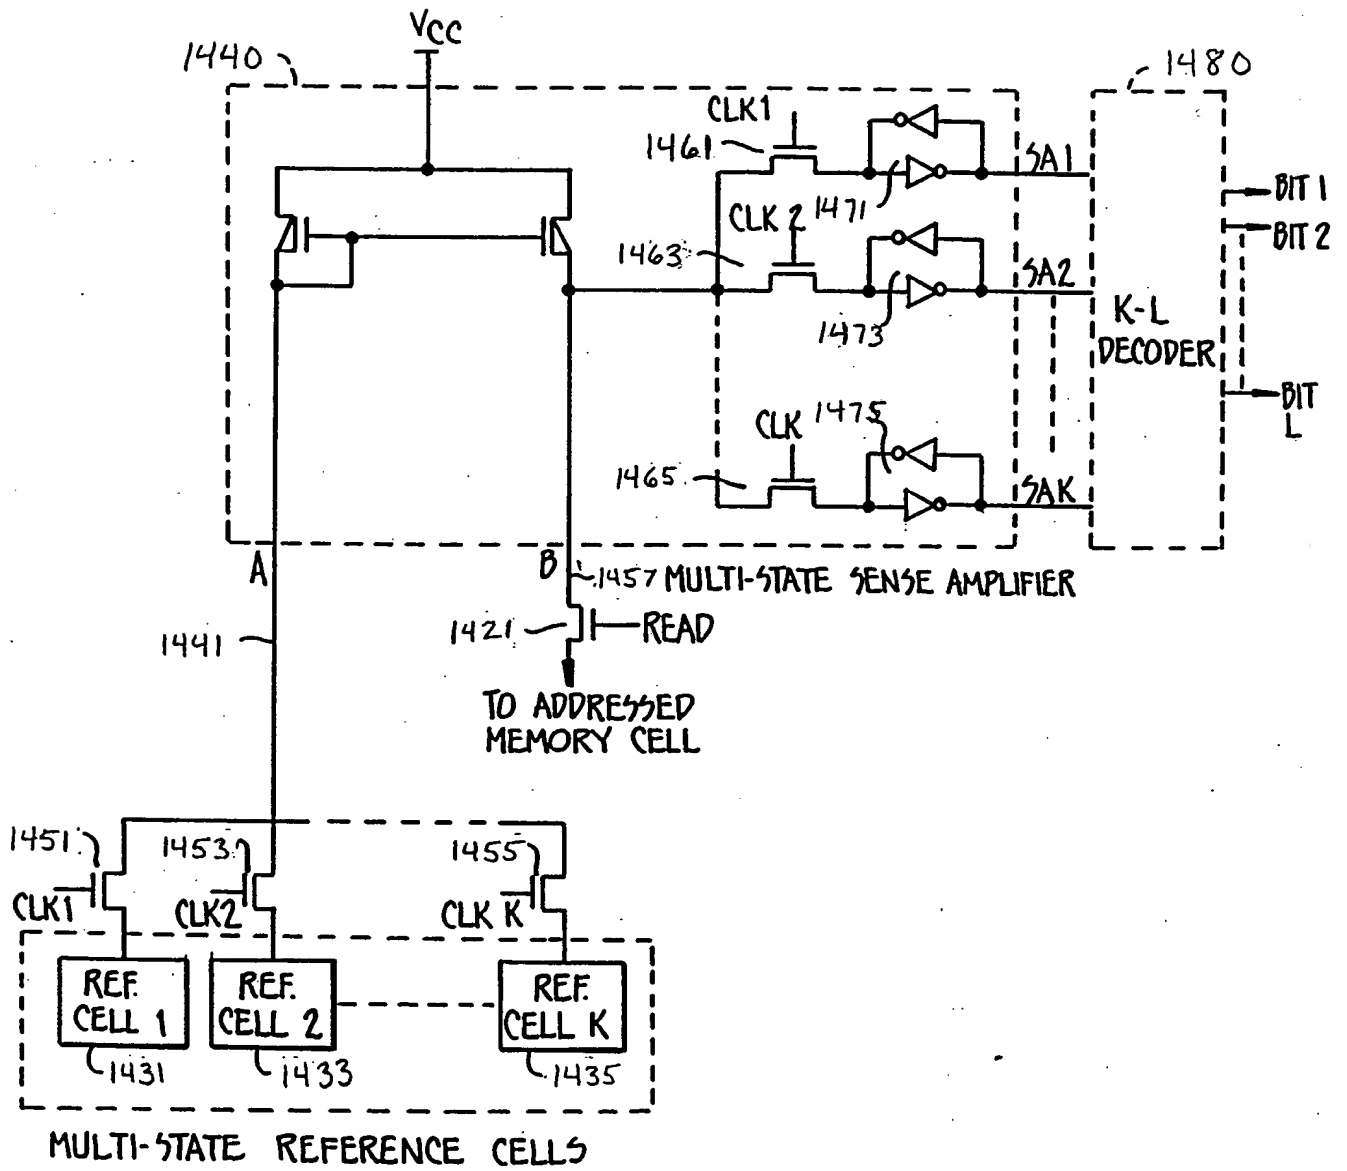 VCC
1440
1480
CLK1
1461
SA1
BIT 1
1471
CLK 2
BIT 2
1463
SA2
K-L
DECODER
1473
BIT
L
CLK
1475
1465
SAK
A
B
1457
MULTI-STATE SENSE AMPLIFIER
1421
READ
1441
TO ADDRESSED
MEMORY CELL
1451
1453
1455
CLK1
CLK2
CLK K
REF.
CELL 1
REF.
CELL 2
REF.
CELL K
1431
1433
1435
MULTI-STATE REFERENCE CELLS